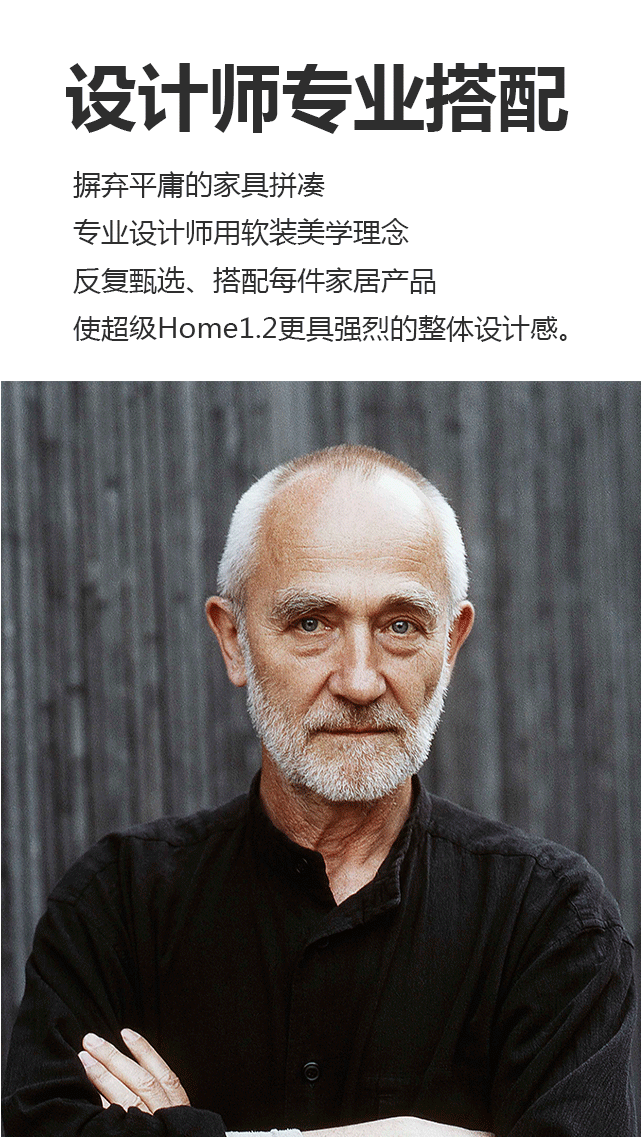 设计师专业搭配
摒弃平庸的家具拼凑
专业设计师用软装美学理念
反复甄选、搭配每件家居产品
使超级Home1.2更具强烈的整体设计感。